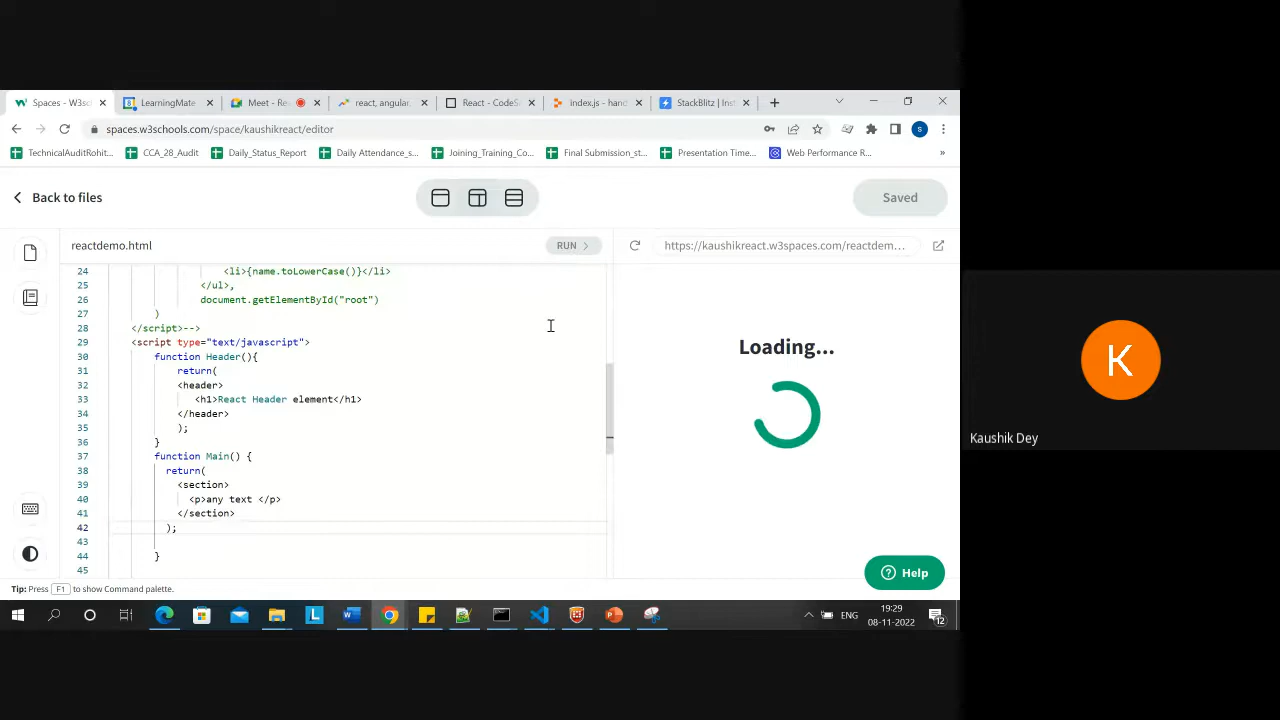 Spaces - W3sc
LearningMate
Meet - Re
react, angular,
React - CodeS
index.js - han
StackBlitz | Inst
spaces.w3schools.com/space/kaushikreact/editor
TechnicalAuditRohit...
CCA_28_Audit
Daily_Status_Report
Daily Attendance_s...
Joining_Training_Co...
Final Submission_st...
Presentation Time...
Web Performance R...
»
Back to files
Saved
reactdemo.html
RUN
https://kaushikreact.w3spaces.com/reactdem...
24 <li>{name.toLowerCase()}</li>
25 </ul>,
26 document.getElementById("root")
27 )
28 </script>-->
29 <script type="text/javascript">
30 function Header(){
31 return(
32 <header>
33 <h1>React Header element</h1>
34 </header>
35 );
36 }
37 function Main() {
38 return(
39 <section>
40 <p>any text </p>
41 </section>
42 );
43
44 }
45
Loading...
Help
Tip: Press F1 to show Command palette.
ENG
19:29
08-11-2022
12
K
Kaushik Dey